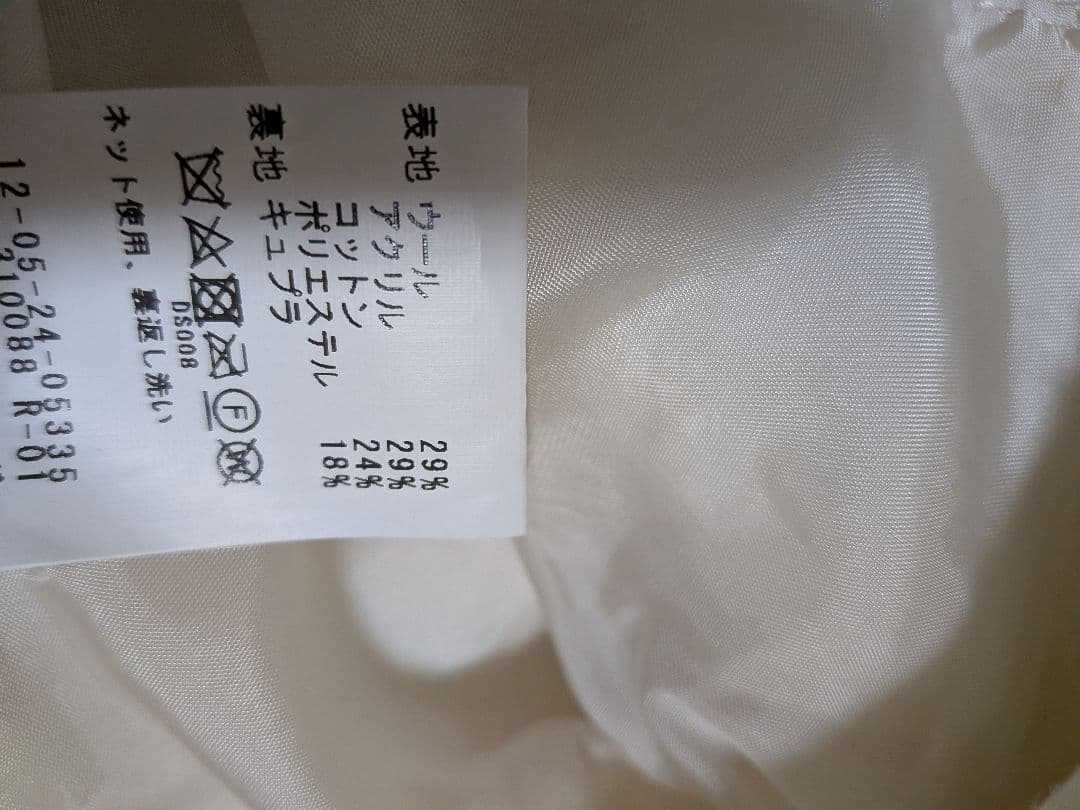 表地 ウール 29%
アクリル 29%
コットン 24%
ポリエステル 18%
裏地 キュプラ
F W
DS008
ネット使用、裏返し洗い
12-05-24-05335
310088 R-01